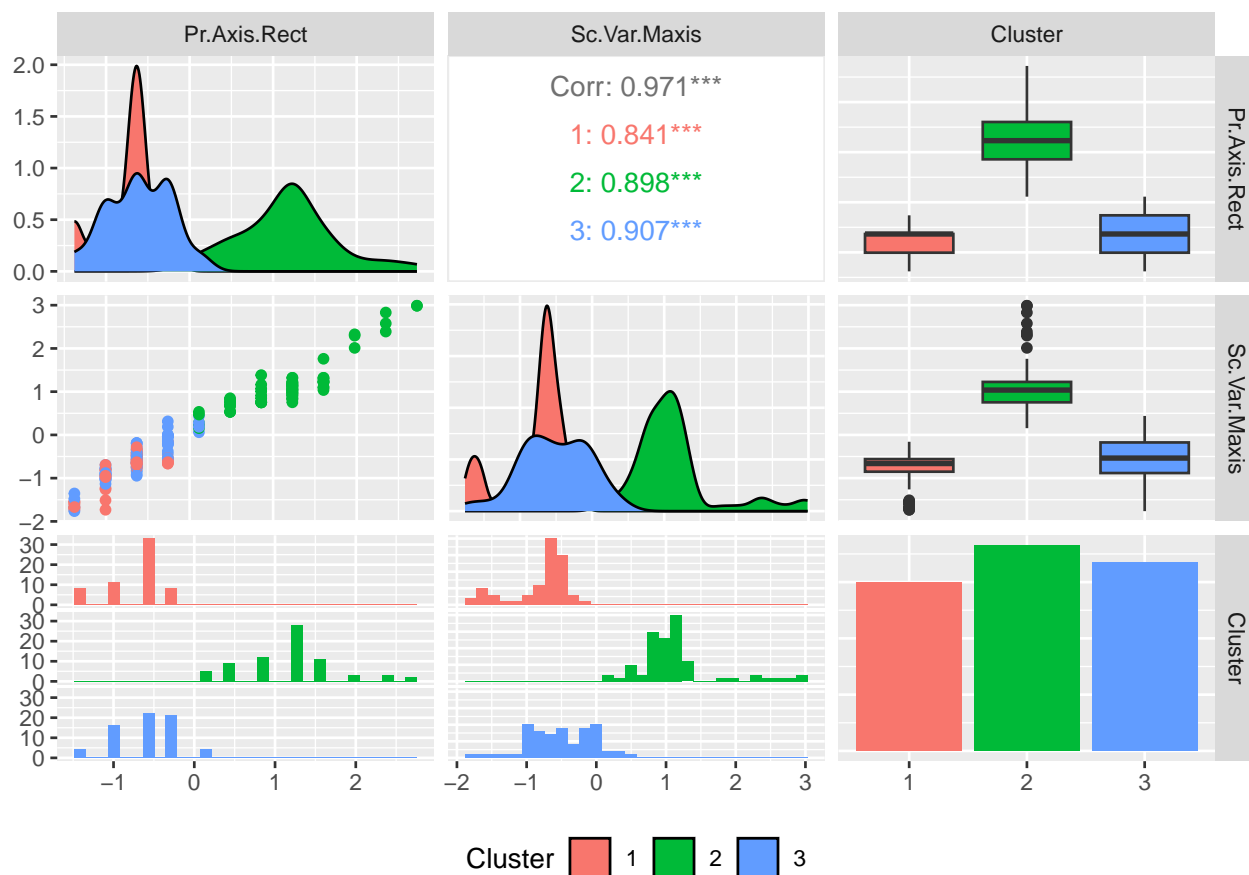 Pr.Axis.Rect
Sc.Var.Maxis
Cluster
2.0
1.5
1.0
0.5
0.0
Corr: 0.971***
1: 0.841***
2: 0.898***
3: 0.907***
Pr.Axis.Rect
3
2
1
0
−1
−2
Sc.Var.Maxis
30
20
10
0
30
20
10
0
30
20
10
0
Cluster
−1 0 1 2
−2 −1 0 1 2 3
1 2 3
Cluster 1 2 3